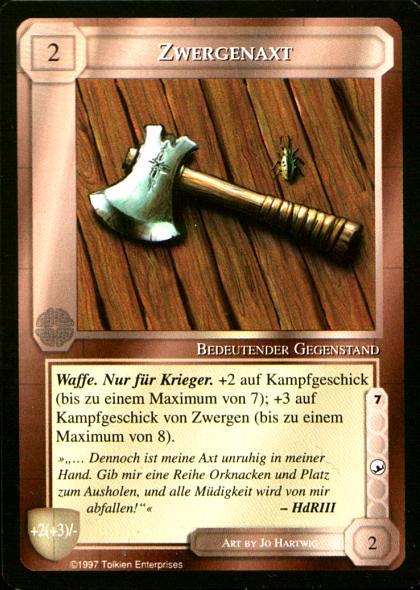 2
ZWERGENAXT
BEDEUTENDER GEGENSTAND
Waffe. Nur für Krieger. +2 auf Kampfgeschick
(bis zu einem Maximum von 7); +3 auf
Kampfgeschick von Zwergen (bis zu einem
Maximum von 8).
»„… Dennoch ist meine Axt unruhig in meiner
Hand. Gib mir eine Reihe Orknacken und Platz
zum Ausholen, und alle Müdigkeit wird von mir
abfallen!“« – HdRIII
7
+2(+3)/-
ART BY JO HARTWIG
2
©1997 Tolkien Enterprises